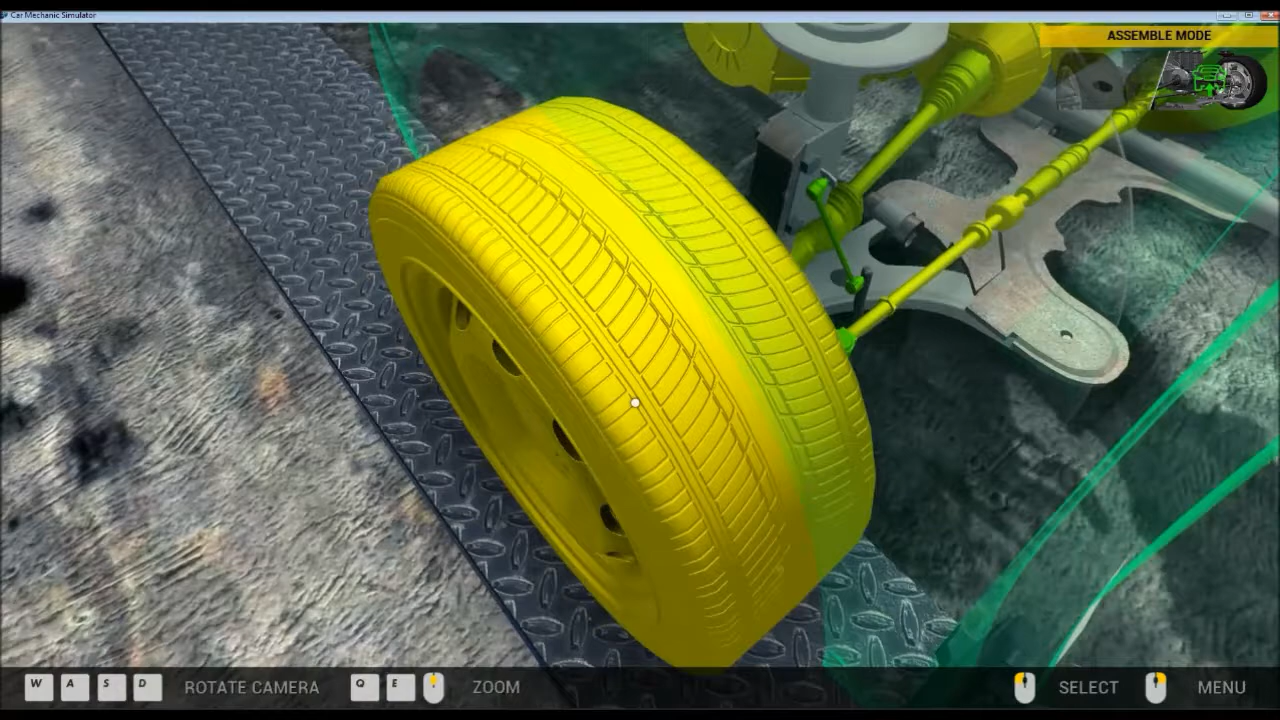 Car Mechanic Simulator
ASSEMBLE MODE
W A S D ROTATE CAMERA Q E ZOOM SELECT MENU